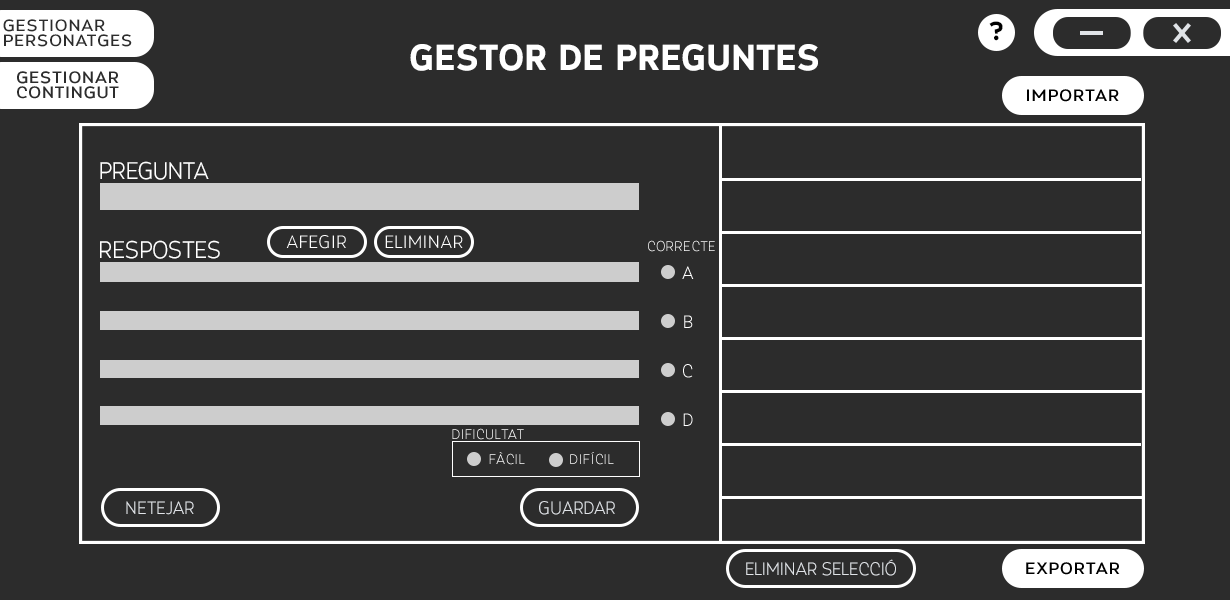 GESTIONAR
PERSONATGES
GESTIONAR
CONTINGUT
GESTOR DE PREGUNTES
?
IMPORTAR
PREGUNTA
RESPOSTES
AFEGIR
ELIMINAR
CORRECTE
A
B
C
D
DIFICULTAT
FÀCIL
DIFÍCIL
NETEJAR
GUARDAR
ELIMINAR SELECCIÓ
EXPORTAR